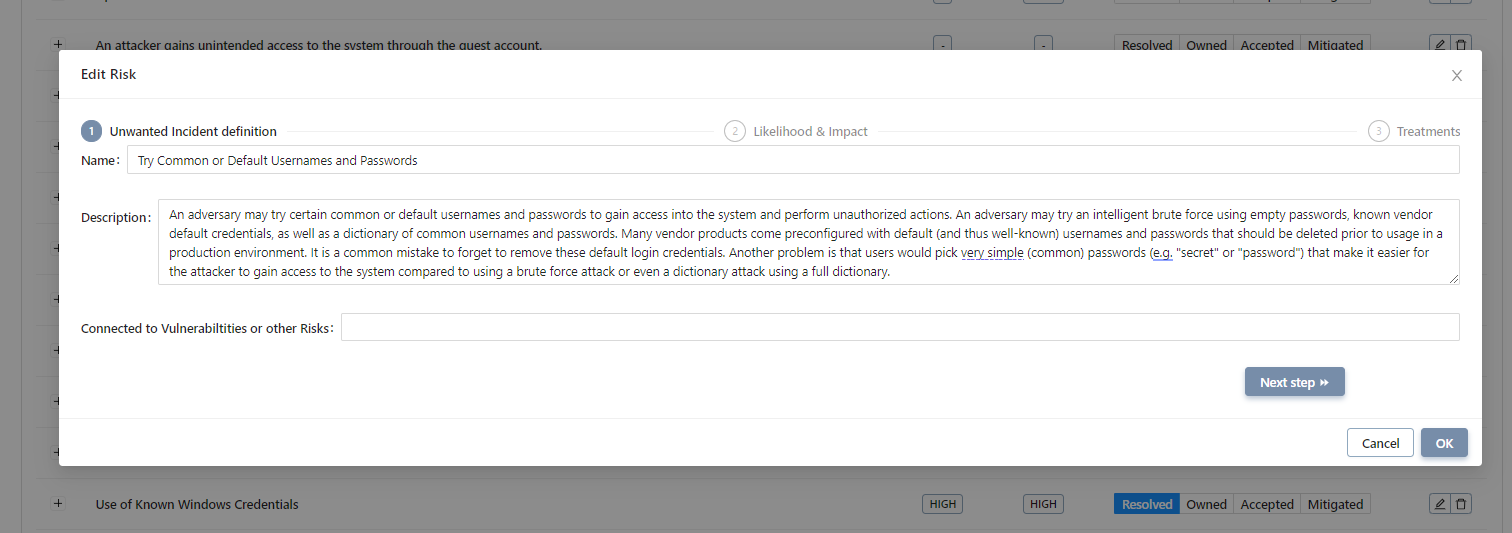 An attacker gains unintended access to the system through the guest account. - - Resolved Owned Accepted Mitigated
Edit Risk
1 Unwanted Incident definition 2 Likelihood & Impact 3 Treatments
Name: Try Common or Default Usernames and Passwords
Description: An adversary may try certain common or default usernames and passwords to gain access into the system and perform unauthorized actions. An adversary may try an intelligent brute force using empty passwords, known vendor
default credentials, as well as a dictionary of common usernames and passwords. Many vendor products come preconfigured with default (and thus well-known) usernames and passwords that should be deleted prior to usage in a
production environment. It is a common mistake to forget to remove these default login credentials. Another problem is that users would pick very simple (common) passwords (e.g. "secret" or "password") that make it easier for
the attacker to gain access to the system compared to using a brute force attack or even a dictionary attack using a full dictionary.
Connected to Vulnerabiltities or other Risks:
Next step
Cancel OK
Use of Known Windows Credentials HIGH HIGH Resolved Owned Accepted Mitigated